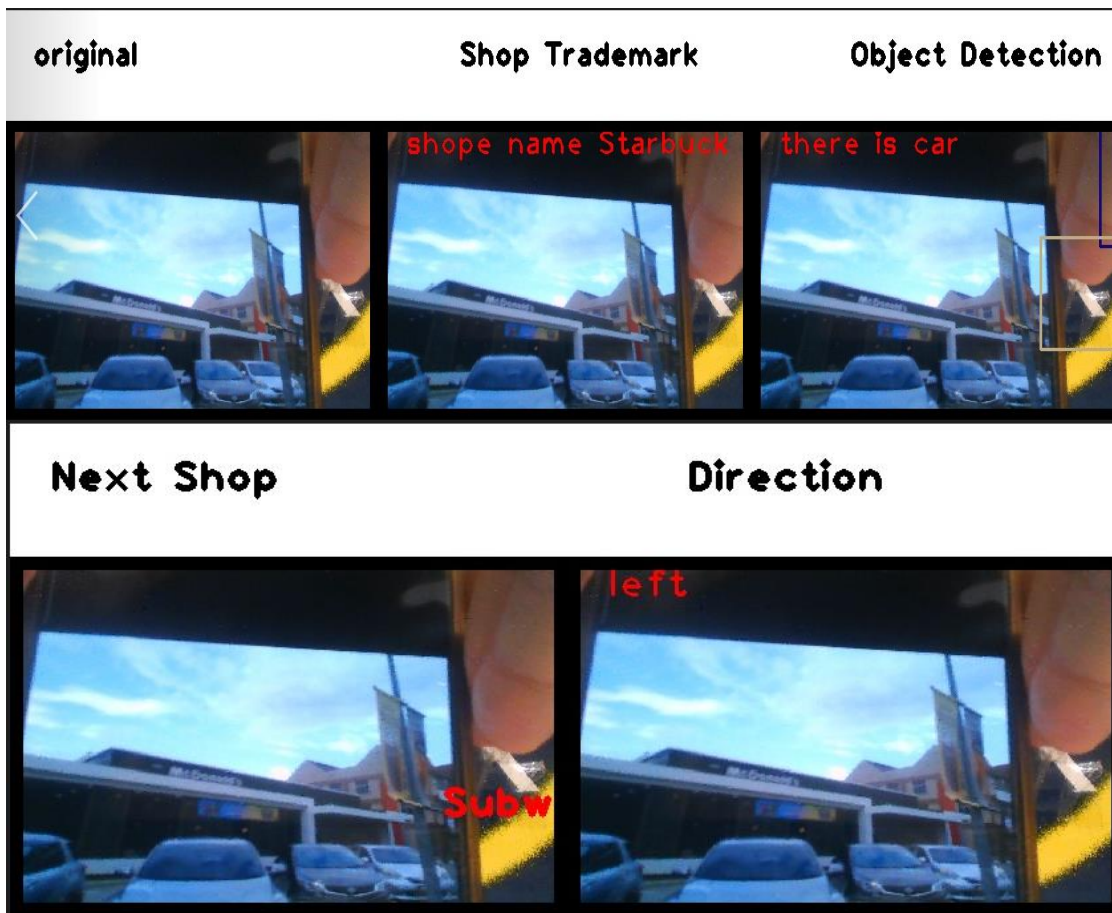 original
Shop Trademark
Object Detection
shope name Starbuck
there is car
McDonald's
McDonald's
McDonald's
Next Shop
Direction
left
McDonald's
Subw
McDonald's